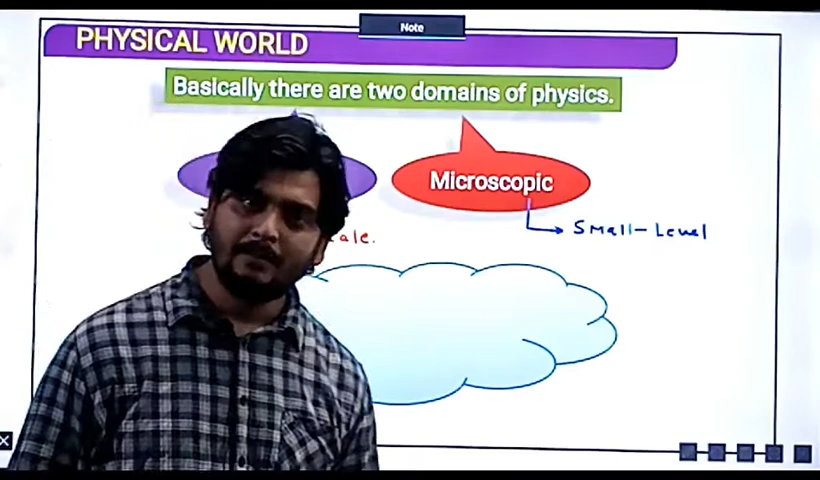 Note
PHYSICAL WORLD
Basically there are two domains of physics.
Microscopic
Small-Level